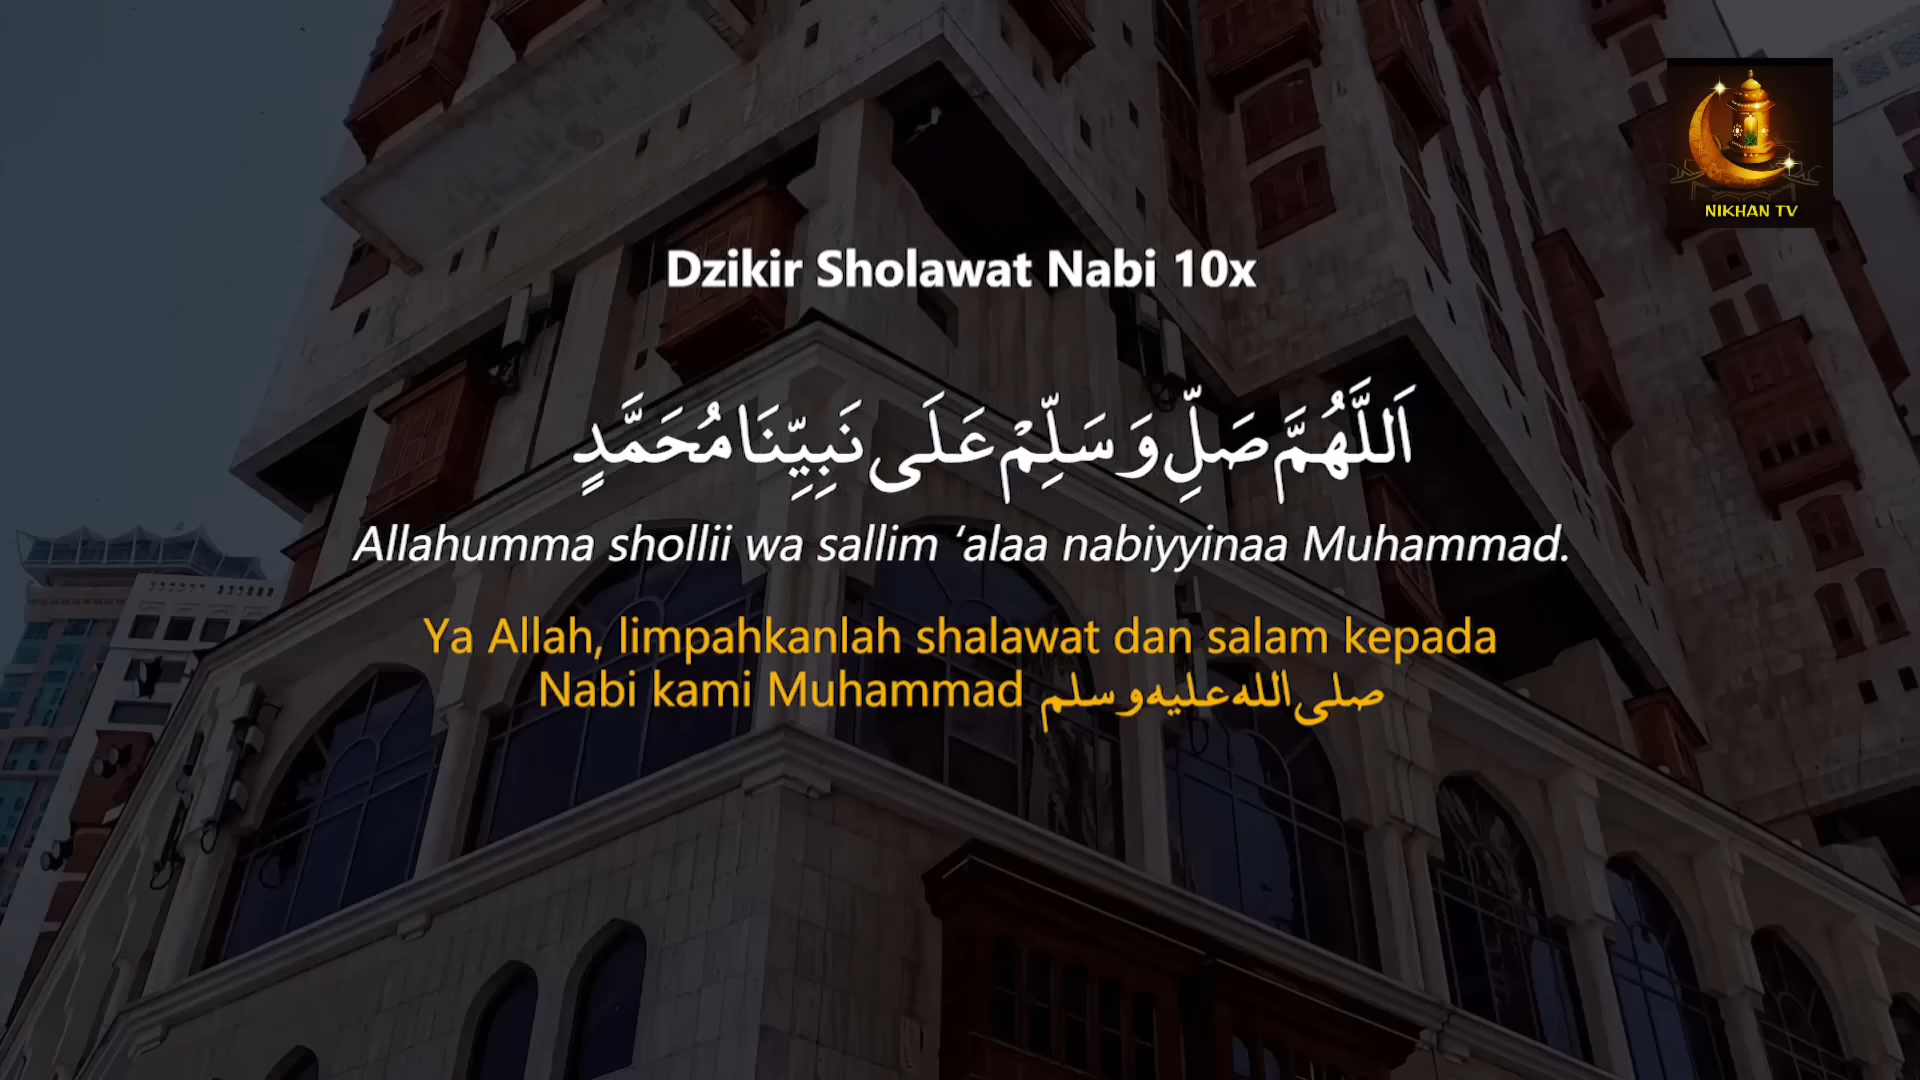 NIKHAN TV
Dzikir Sholawat Nabi 10x
اَللَّهُمَّ صَلِّ وَسَلِّمْ عَلَى نَبِيِّنَا مُحَمَّدٍ
Allahumma shollii wa sallim ‘alaa nabiyyinaa Muhammad.
Ya Allah, limpahkanlah shalawat dan salam kepada
Nabi kami Muhammad صلى الله عليه وسلم